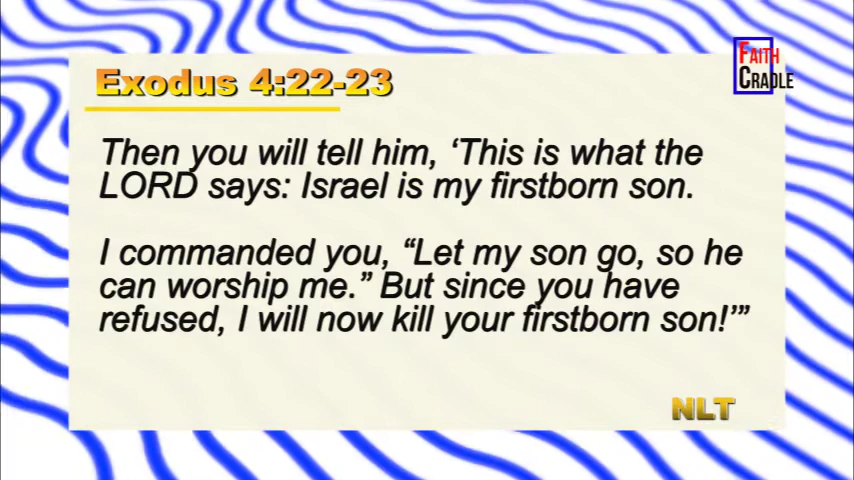 Exodus 4:22-23
FAITH
CRADLE
Then you will tell him, ‘This is what the
LORD says: Israel is my firstborn son.
I commanded you, “Let my son go, so he
can worship me.” But since you have
refused, I will now kill your firstborn son!’”
NLT